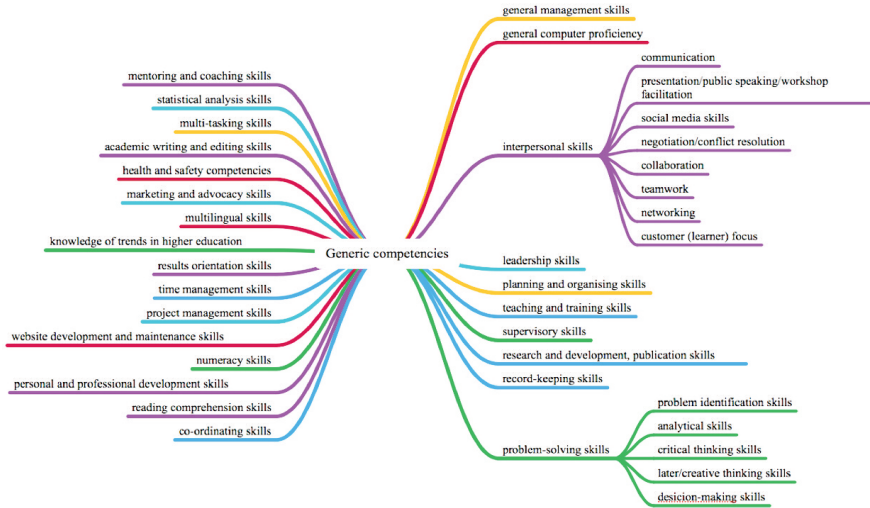 general management skills
general computer proficiency
communication
presentation/public speaking/workshop
facilitation
social media skills
interpersonal skills
negotiation/conflict resolution
collaboration
teamwork
networking
customer (learner) focus
mentoring and coaching skills
statistical analysis skills
multi-tasking skills
academic writing and editing skills
health and safety competencies
marketing and advocacy skills
multilingual skills
knowledge of trends in higher education
results orientation skills
time management skills
project management skills
website development and maintenance skills
numeracy skills
personal and professional development skills
reading comprehension skills
co-ordinating skills
Generic competencies
leadership skills
planning and organising skills
teaching and training skills
supervisory skills
research and development, publication skills
record-keeping skills
problem-solving skills
problem identification skills
analytical skills
critical thinking skills
later/creative thinking skills
desicion-making skills